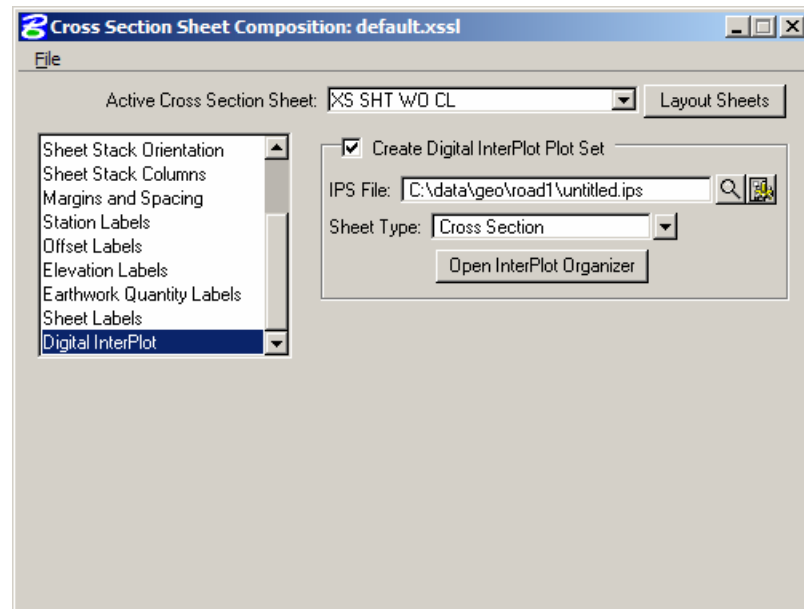 Cross Section Sheet Composition: default.xssl
File
Active Cross Section Sheet: XS SHT WO CL Layout Sheets
Sheet Stack Orientation
Sheet Stack Columns
Margins and Spacing
Station Labels
Offset Labels
Elevation Labels
Earthwork Quantity Labels
Sheet Labels
Digital InterPlot
Create Digital InterPlot Plot Set
IPS File: C:\data\geo\road1\untitled.ips
Sheet Type: Cross Section
Open InterPlot Organizer